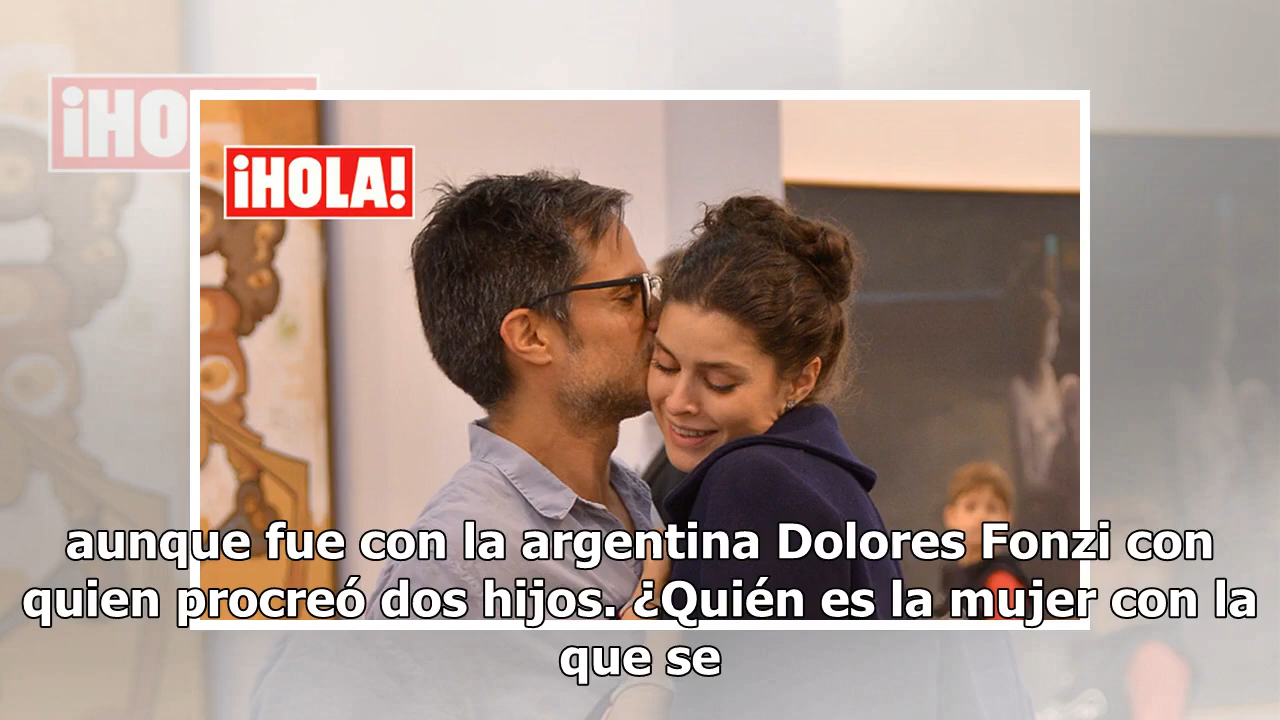 ¡HO
¡HOLA!
aunque fue con la argentina Dolores Fonzi con
quien procreó dos hijos. ¿Quién es la mujer con la
que se